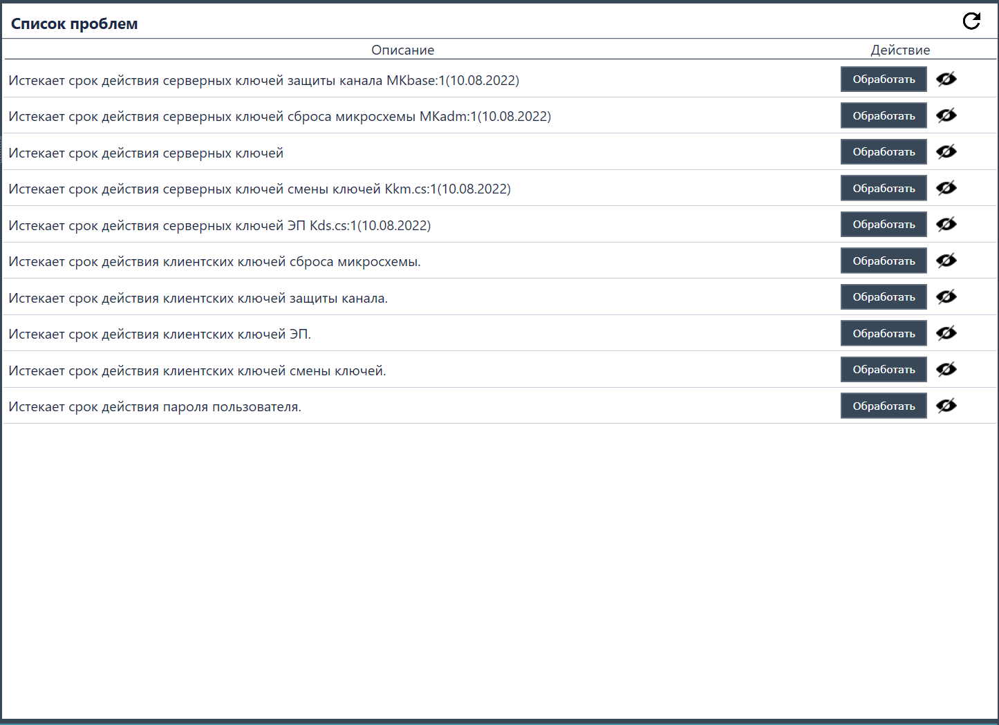 Список проблем
Описание Действие
Истекает срок действия серверных ключей защиты канала MKbase:1(10.08.2022) Обработать
Истекает срок действия серверных ключей сброса микросхемы MKadm:1(10.08.2022) Обработать
Истекает срок действия серверных ключей Обработать
Истекает срок действия серверных ключей смены ключей Kkm.cs:1(10.08.2022) Обработать
Истекает срок действия серверных ключей ЭП Kds.cs:1(10.08.2022) Обработать
Истекает срок действия клиентских ключей сброса микросхемы. Обработать
Истекает срок действия клиентских ключей защиты канала. Обработать
Истекает срок действия клиентских ключей ЭП. Обработать
Истекает срок действия клиентских ключей смены ключей. Обработать
Истекает срок действия пароля пользователя. Обработать